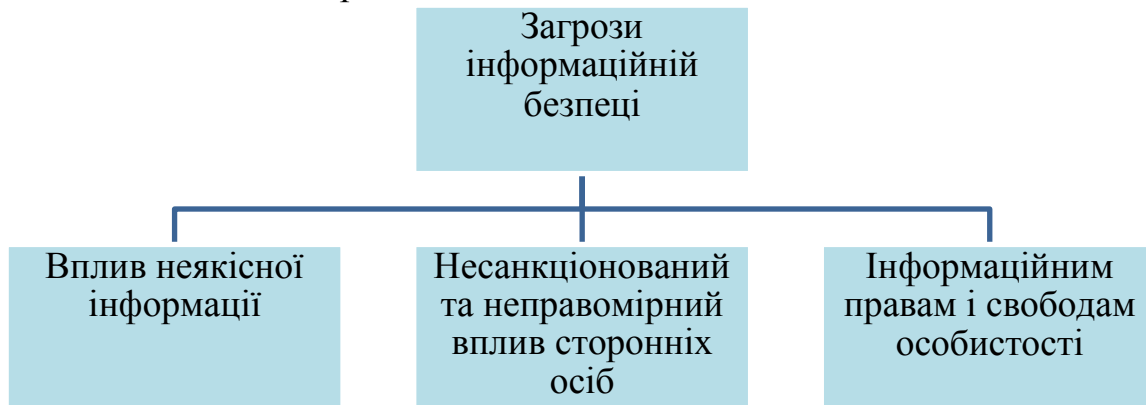 Загрози
інформаційній
безпеці
Вплив неякісної
інформації
Несанкціонований
та неправомірний
вплив сторонніх
осіб
Інформаційним
правам і свободам
особистості